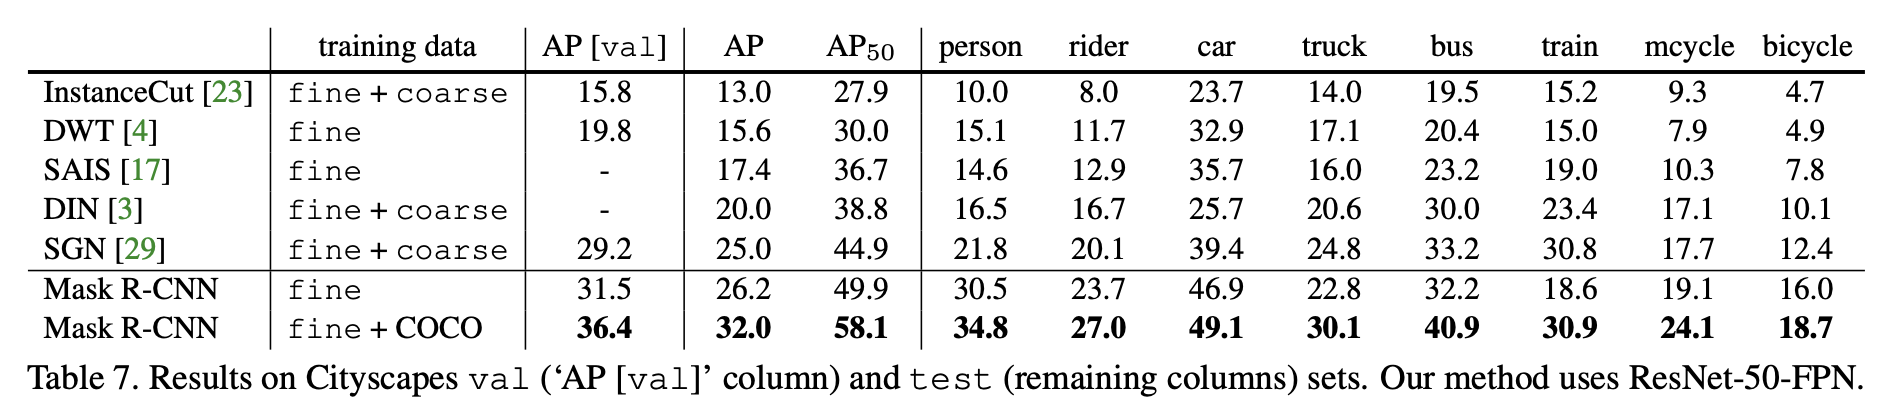 training data AP [val] AP AP50 person rider car truck bus train mcycle bicycle
InstanceCut [23] fine + coarse 15.8 13.0 27.9 10.0 8.0 23.7 14.0 19.5 15.2 9.3 4.7
DWT [4] fine 19.8 15.6 30.0 15.1 11.7 32.9 17.1 20.4 15.0 7.9 4.9
SAIS [17] fine - 17.4 36.7 14.6 12.9 35.7 16.0 23.2 19.0 10.3 7.8
DIN [3] fine + coarse - 20.0 38.8 16.5 16.7 25.7 20.6 30.0 23.4 17.1 10.1
SGN [29] fine + coarse 29.2 25.0 44.9 21.8 20.1 39.4 24.8 33.2 30.8 17.7 12.4
Mask R-CNN fine 31.5 26.2 49.9 30.5 23.7 46.9 22.8 32.2 18.6 19.1 16.0
Mask R-CNN fine + COCO 36.4 32.0 58.1 34.8 27.0 49.1 30.1 40.9 30.9 24.1 18.7
Table 7. Results on Cityscapes val (‘AP [val]’ column) and test (remaining columns) sets. Our method uses ResNet-50-FPN.